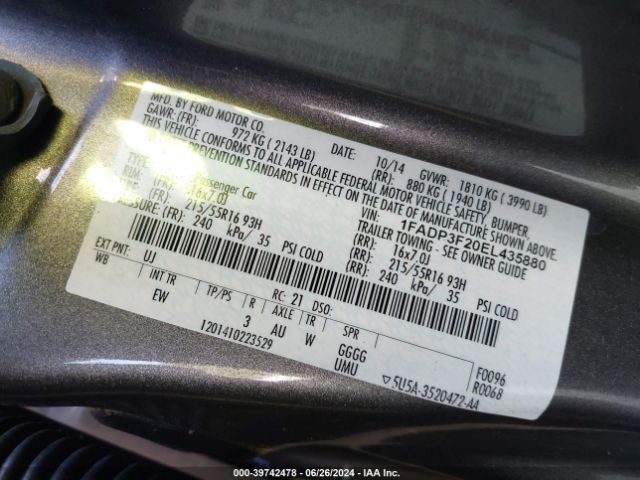 MFD. BY FORD MOTOR CO.
DATE: 10/14 GVWR: 1810 KG ( 3990 LB)
GAWR:(FR): 972 KG ( 2143 LB) (RR): 880 KG ( 1940 LB)
THIS VEHICLE CONFORMS TO ALL APPLICABLE FEDERAL MOTOR VEHICLE SAFETY, BUMPER,
PREVENTION STANDARDS IN EFFECT ON THE DATE OF MANUFACTURE SHOWN ABOVE.
VIN: 1FADP3F20EL435880
TYPE: Passenger Car TRAILER TOWING - SEE OWNER GUIDE
RIM: 16x7.0J (RR): 16x7.0J
215/55R16 93H (RR): 215/55R16 93H
(FR) 240 kPa/ 35 PSI COLD (RR): 240 kPa/ 35 PSI COLD
EXT PNT: UJ RC: 21 DSO:
WB INT TR TP/PS R AXLE TR SPR
EW 3 AU W GGGG F0096
1201410223529 UMU R0068
5U5A-3520472-AA
000-39742478 — 06/26/2024 — IAA Inc.